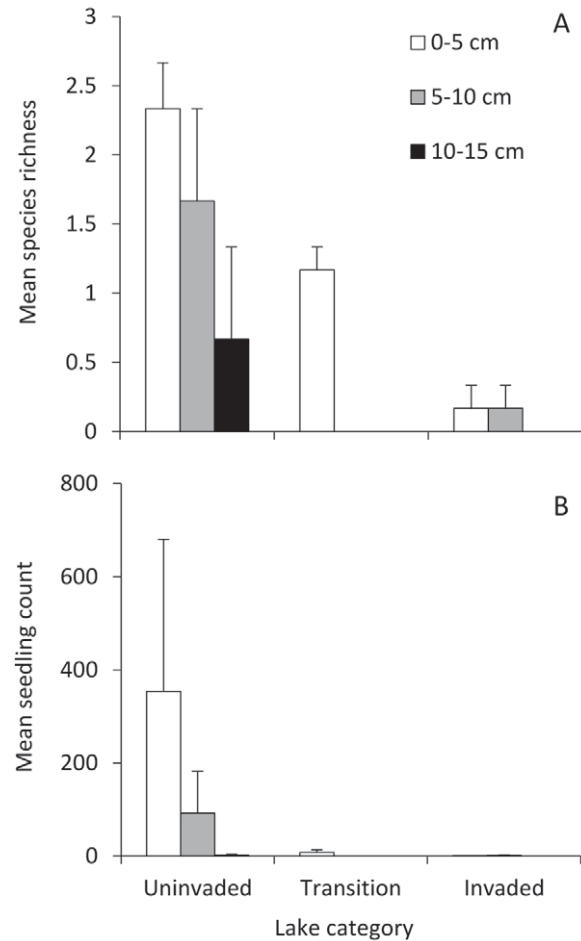 A
Mean species richness
3
2.5
2
1.5
1
0.5
0
0-5 cm
5-10 cm
10-15 cm
B
Mean seedling count
800
600
400
200
0
Uninvaded Transition Invaded
Lake category